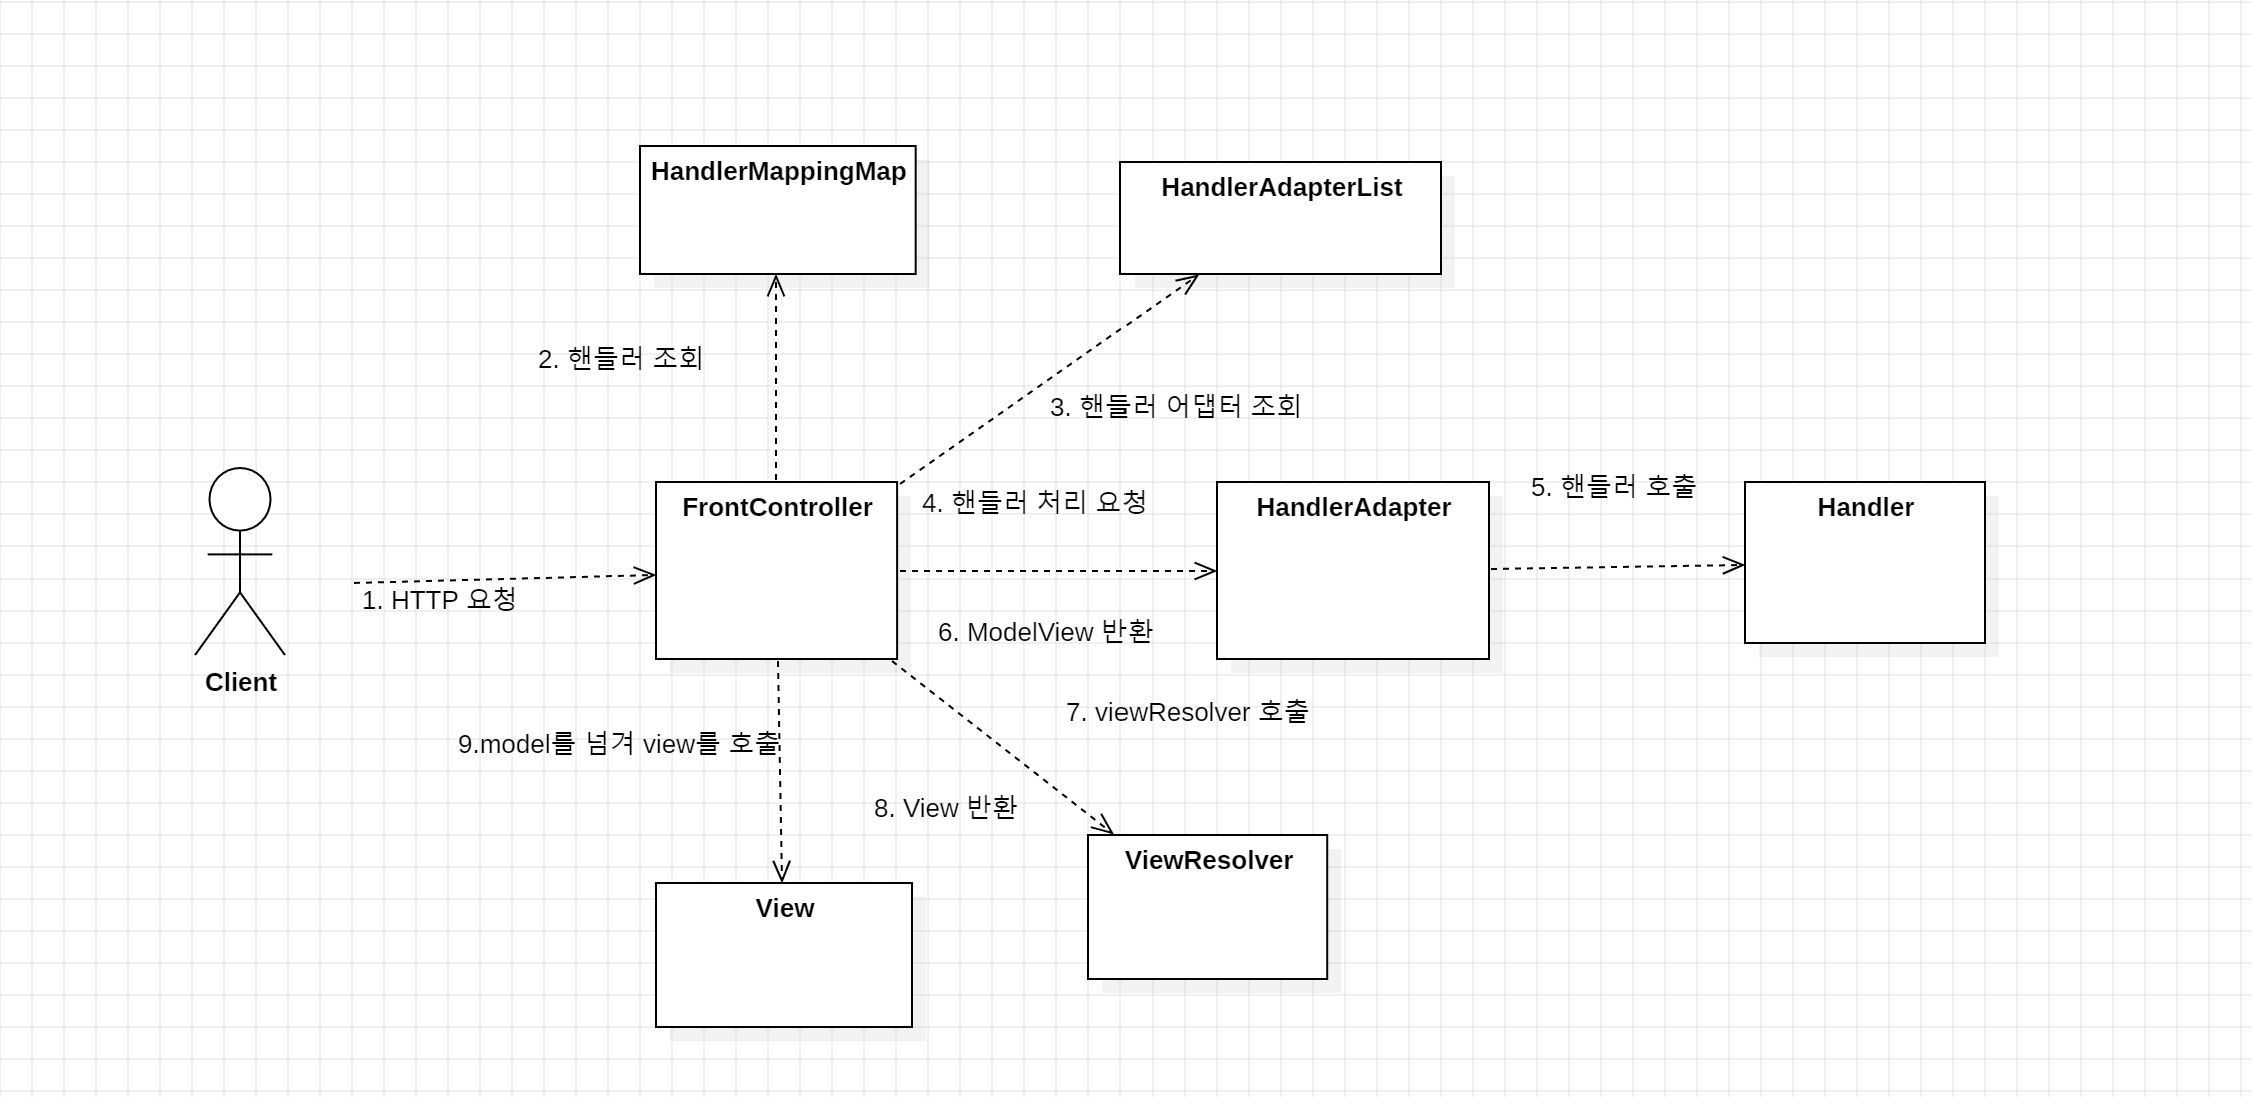 HandlerMappingMap
HandlerAdapterList
2. 핸들러 조회
3. 핸들러 어댑터 조회
FrontController
4. 핸들러 처리 요청
HandlerAdapter
5. 핸들러 호출
Handler
1. HTTP 요청
6. ModelView 반환
Client
7. viewResolver 호출
9.model를 넘겨 view를 호출
8. View 반환
ViewResolver
View